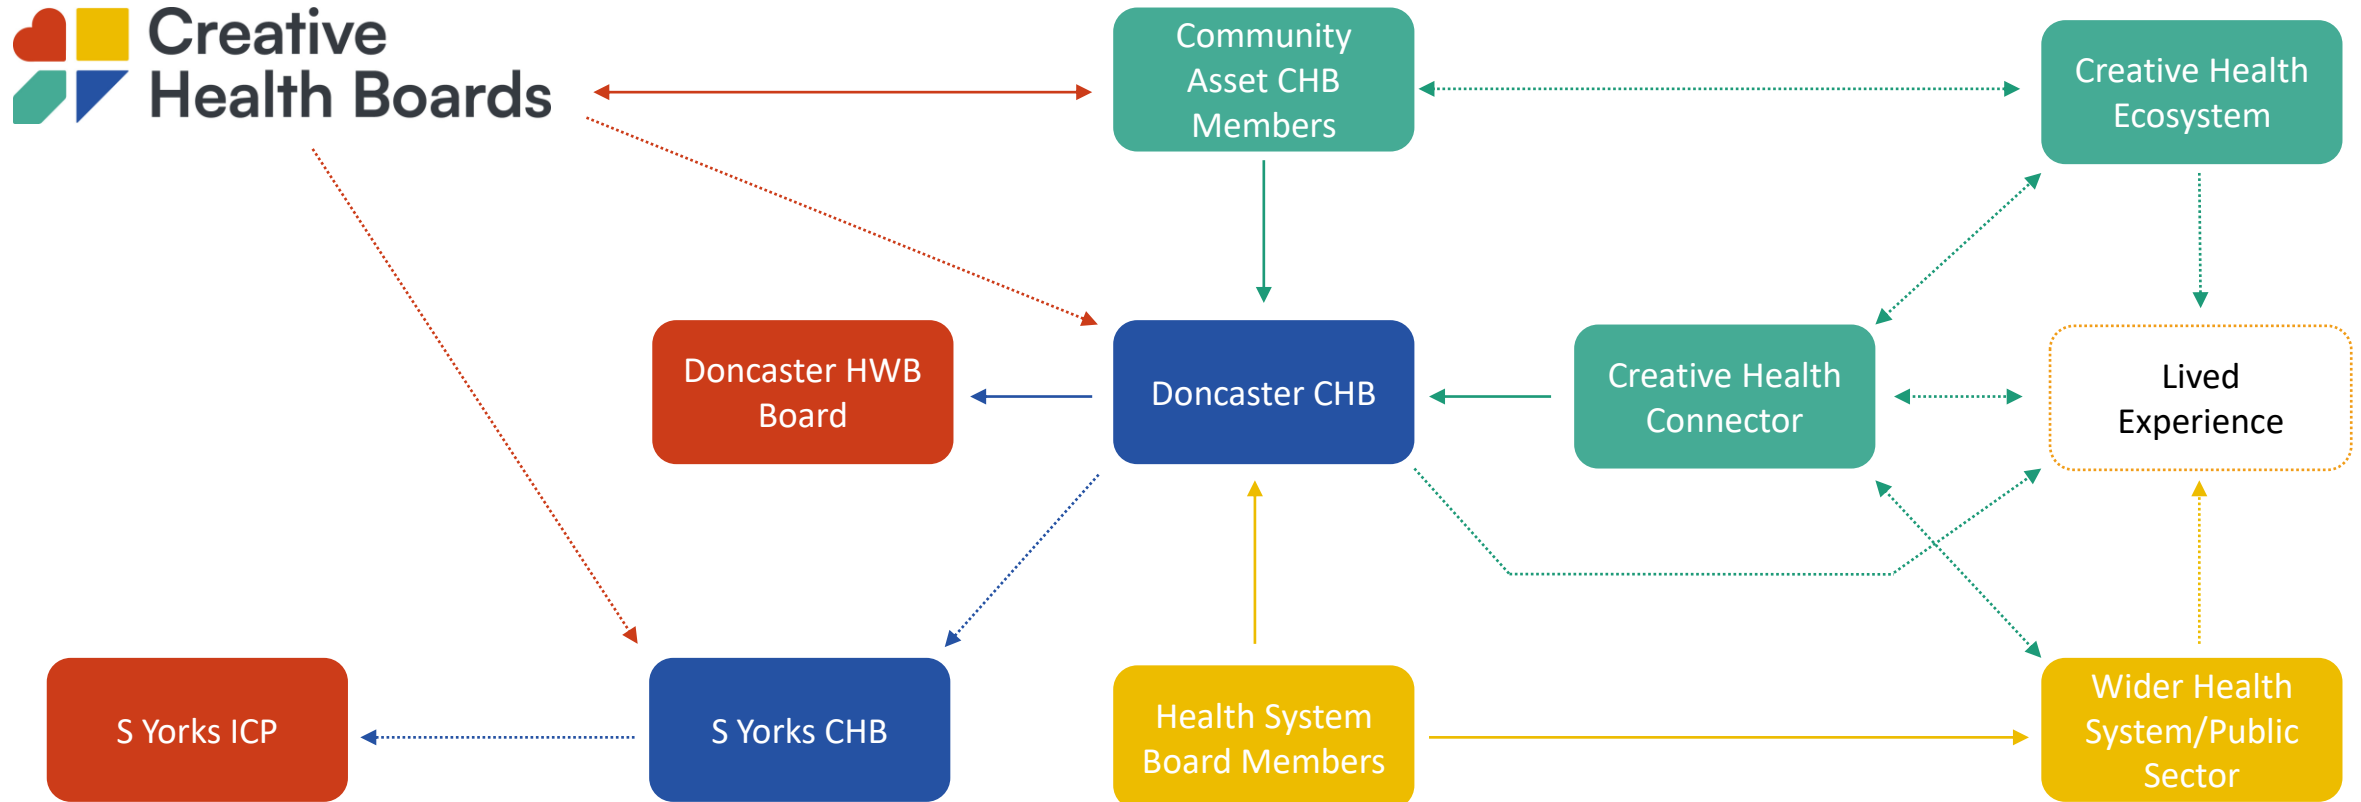 Creative
Health Boards
Community
Asset CHB
Members
Creative Health
Ecosystem
Doncaster HWB
Board
Doncaster CHB
Creative Health
Connector
Lived
Experience
S Yorks ICP
S Yorks CHB
Health System
Board Members
Wider Health
System/Public
Sector